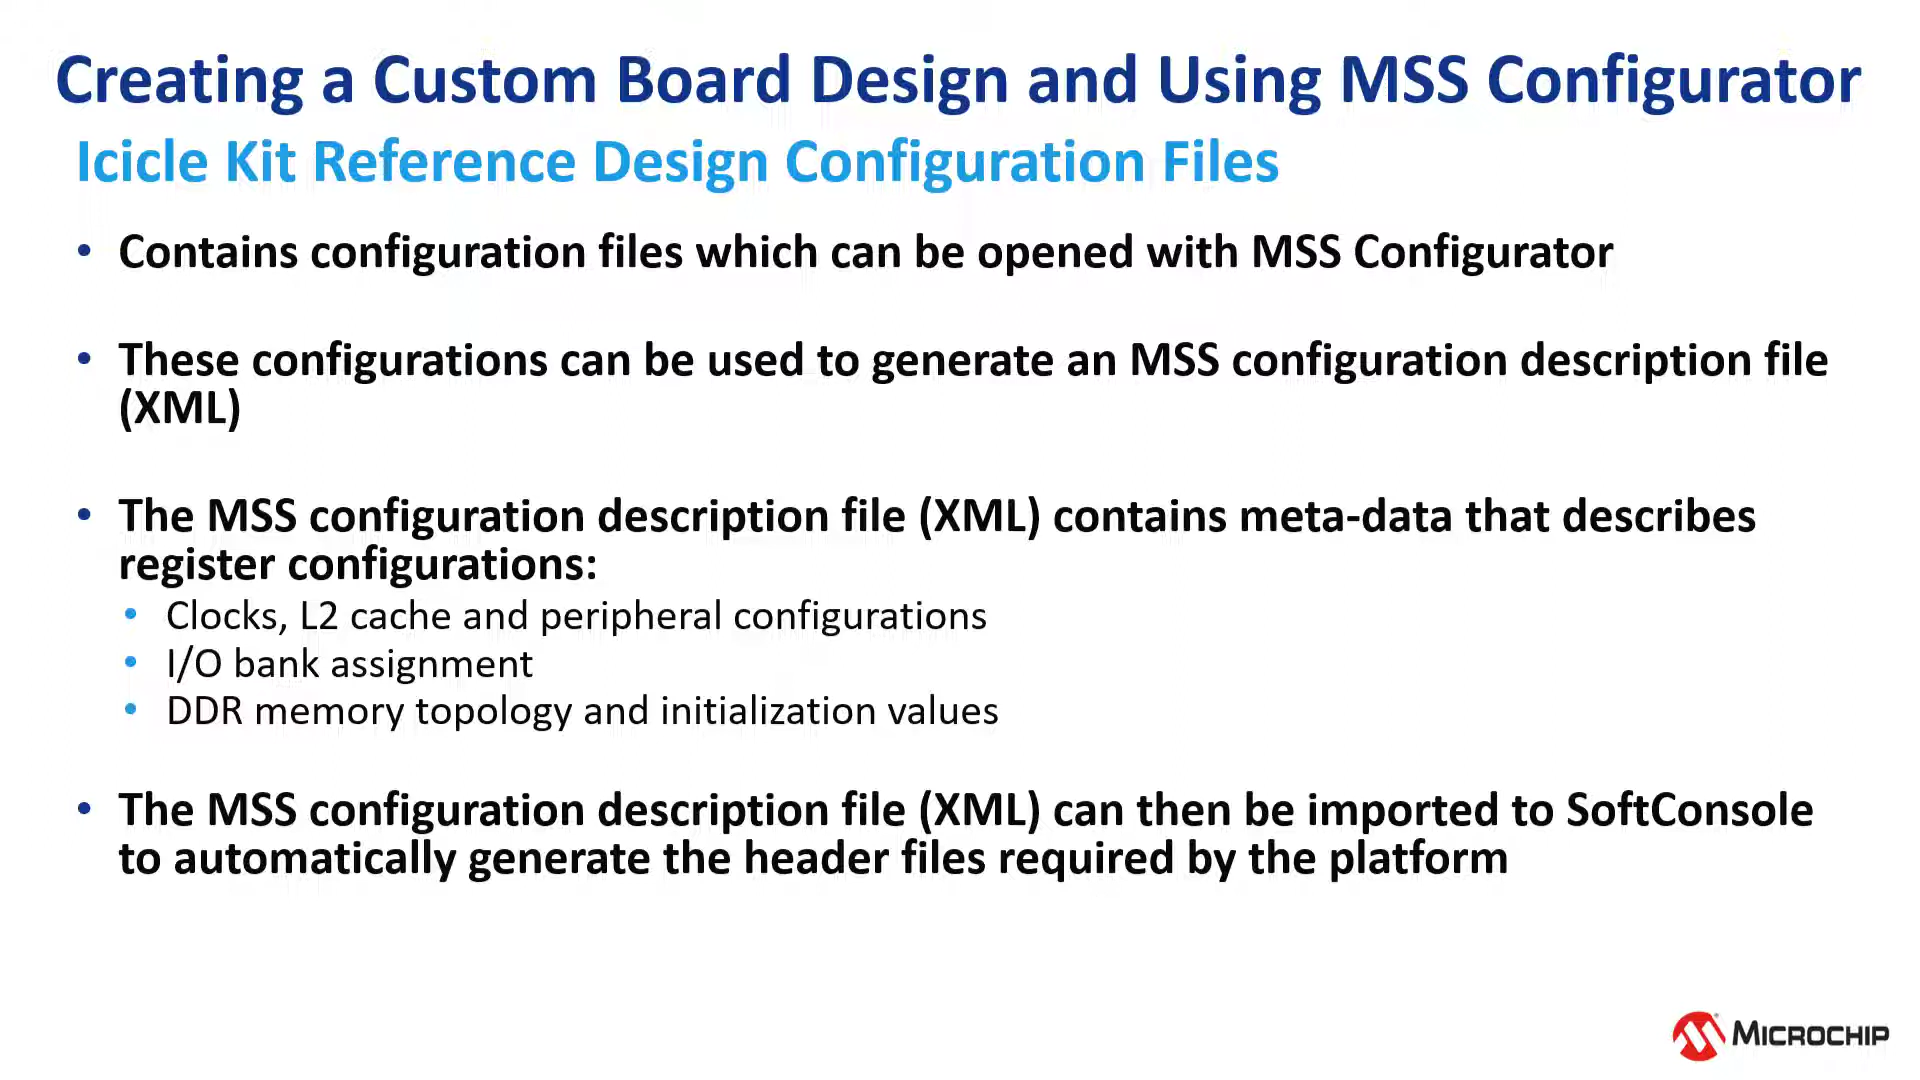 Creating a Custom Board Design and Using MSS Configurator
Icicle Kit Reference Design Configuration Files
• Contains configuration files which can be opened with MSS Configurator
• These configurations can be used to generate an MSS configuration description file
(XML)
• The MSS configuration description file (XML) contains meta-data that describes
register configurations:
• Clocks, L2 cache and peripheral configurations
• I/O bank assignment
• DDR memory topology and initialization values
• The MSS configuration description file (XML) can then be imported to SoftConsole
to automatically generate the header files required by the platform
MICROCHIP